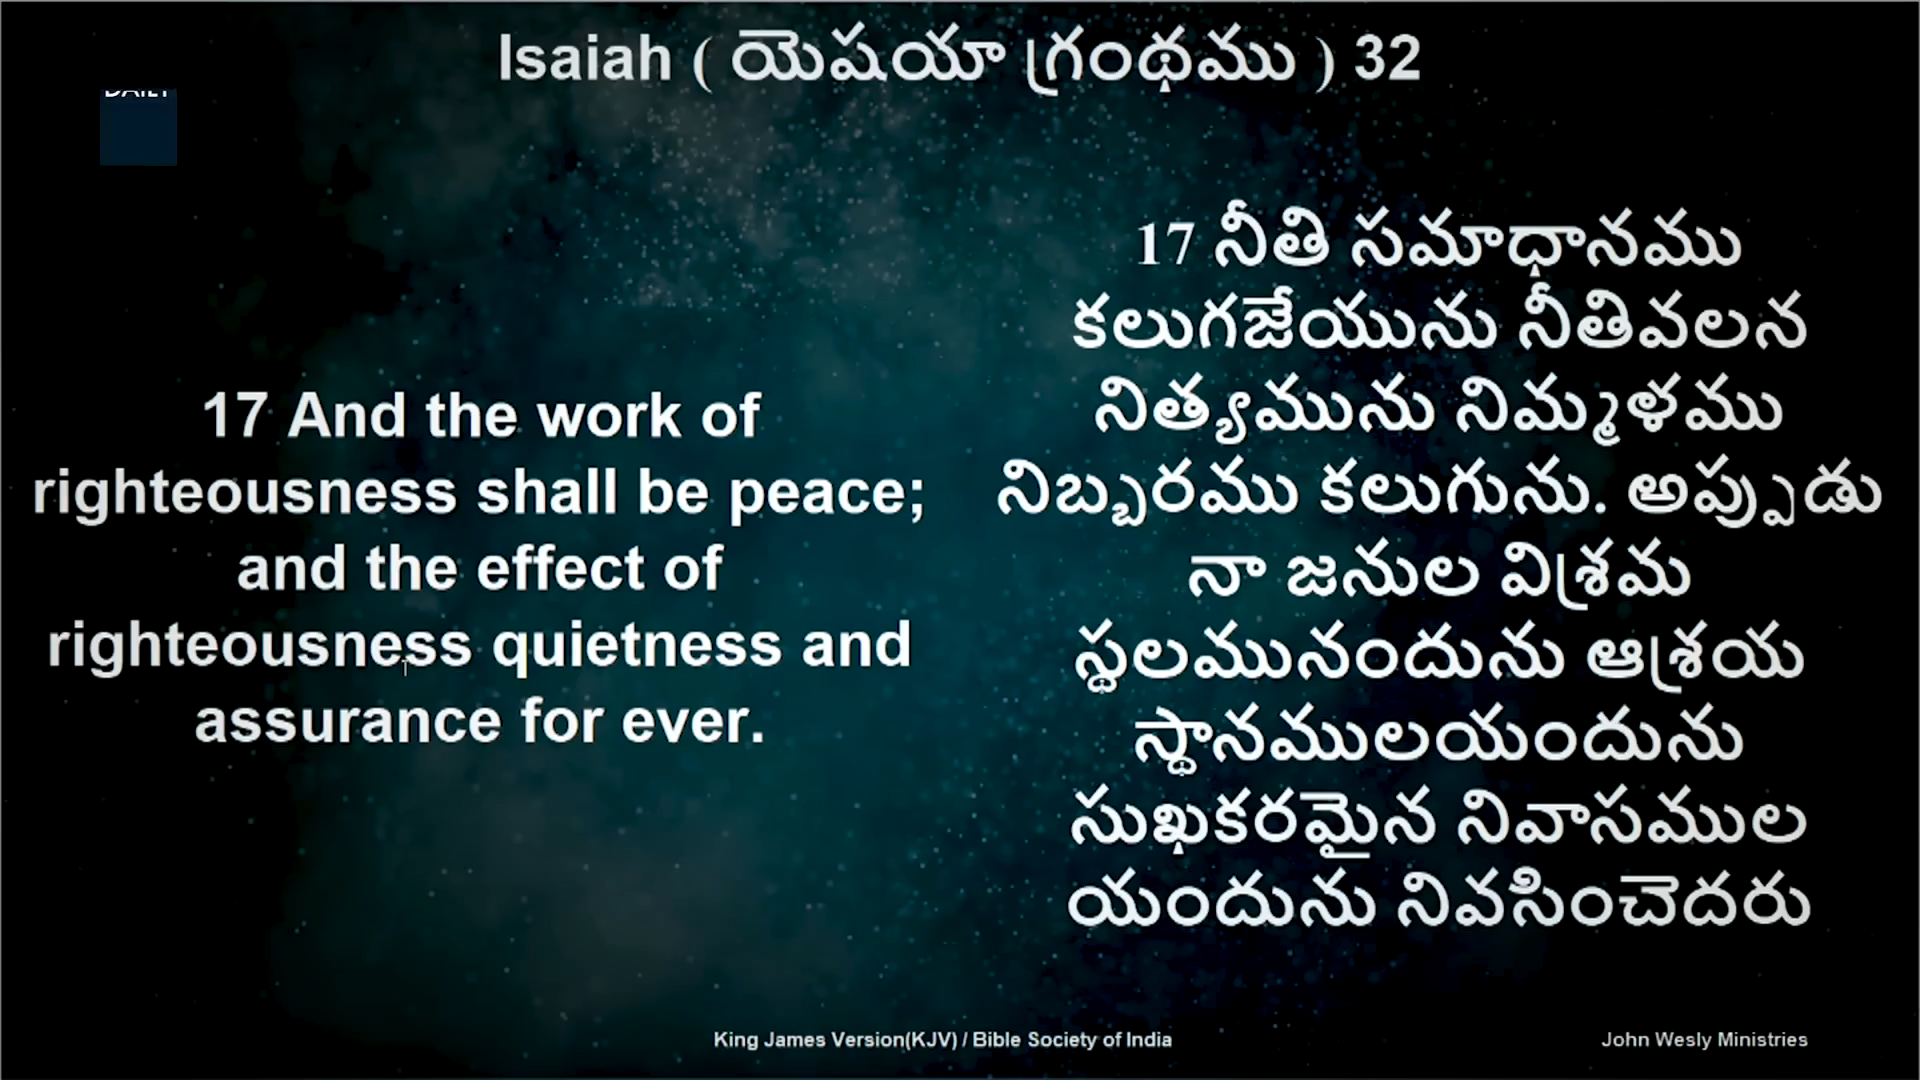 Isaiah ( యెషయా గ్రంథము ) 32
DAILY
17 And the work of
righteousness shall be peace;
and the effect of
righteousness quietness and
assurance for ever.
17 నీతి సమాధానము
కలుగజేయును నీతివలన
నిత్యమును నిమ్మళము
నిబ్బరము కలుగును. అప్పుడు
నా జనుల విశ్రమ
స్థలమునందును ఆశ్రయ
స్థానములయందును
సుఖకరమైన నివాసముల
యందును నివసించెదరు
King James Version(KJV) / Bible Society of India
John Wesly Ministries